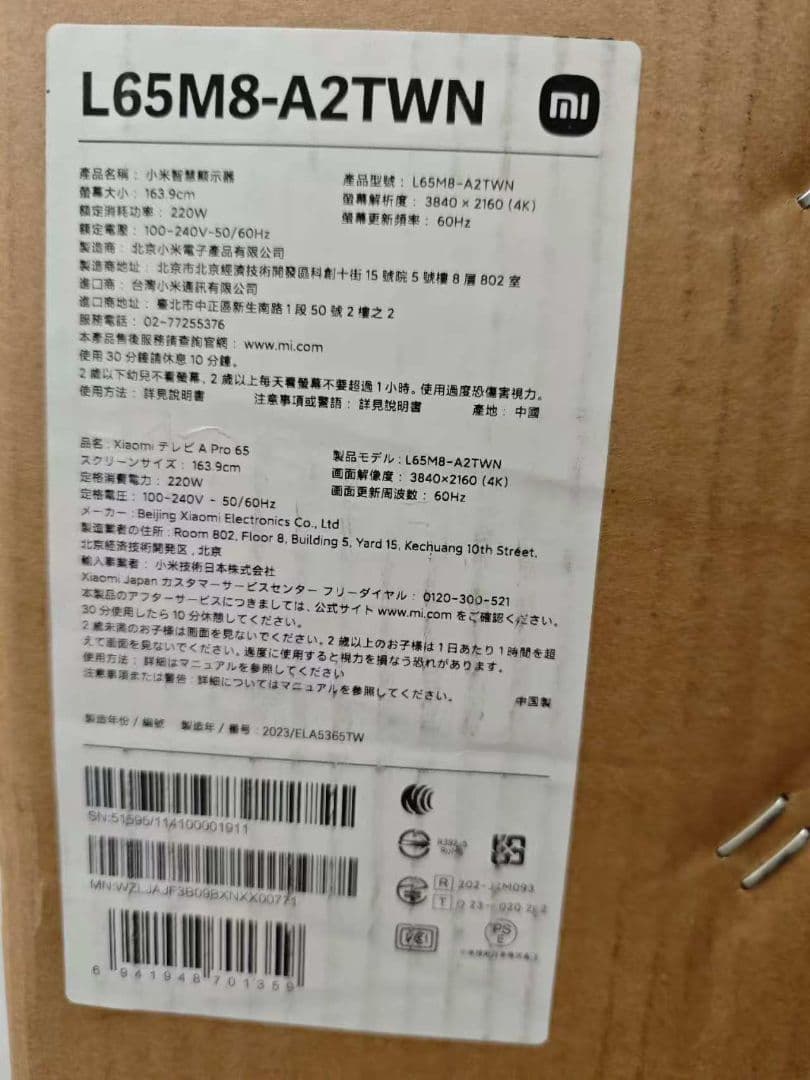 L65M8-A2TWN
mi
產品名稱：小米智慧顯示器
產品型號：L65M8-A2TWN
螢幕大小：163.9cm
螢幕解析度：3840 × 2160 (4K)
額定消耗功率：220W
螢幕更新頻率：60Hz
額定電壓：100-240V~50/60Hz
製造商：北京小米電子產品有限公司
製造商地址：北京市北京經濟技術開發區科創十街15號院5號樓8層802室
進口商：台灣小米通訊有限公司
進口商地址：臺北市中正區新生南路1段50號2樓之2
服務電話：02-77255376
本產品售後服務請查詢官網：www.mi.com
使用30分鐘請休息10分鐘。
2歲以下幼兒不看螢幕、2歲以上每天看螢幕不要超過1小時。使用過度恐傷害視力。
使用方法：詳見說明書 注意事項或警語：詳見說明書 產地：中國
品名：Xiaomi テレビ A Pro 65
製品モデル：L65M8-A2TWN
スクリーンサイズ：163.9cm
画面解像度：3840×2160 (4K)
定格消費電力：220W
画面更新周波数：60Hz
定格電圧：100-240V ~ 50/60Hz
メーカー：Beijing Xiaomi Electronics Co., Ltd
製造業者の住所：Room 802, Floor 8, Building 5, Yard 15, Kechuang 10th Street,
北京経済技術開発区, 北京
輸入事業者：小米技術日本株式会社
Xiaomi Japan カスタマーサービスセンター フリーダイヤル：0120-300-521
本製品のアフターサービスにつきましては、公式サイト www.mi.com をご確認ください。
30分使用したら10分休憩してください。
2歳未満のお子様は画面を見ないでください。2歳以上のお子様は1日あたり1時間を超
えて画面を見ないでください。過度に使用すると視力を損なう恐れがあります。
使用方法：詳細はマニュアルを参照してください
注意事項または警告：詳細についてはマニュアルを参照してください。 中国製
製造年份/編號 製造年/番号：2023/ELA5365TW
SN:51595/114100001911
MN:WZLJAJF3B09BXNXX00771
R
T
VCCI
PS
E
6 941948 701359